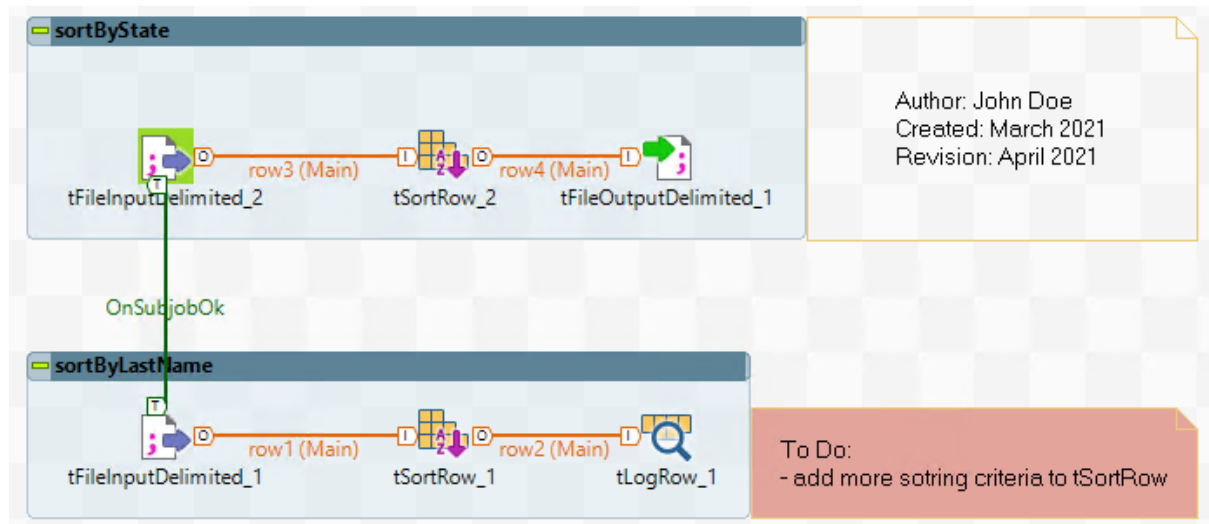 sortByState
Author: John Doe
Created: March 2021
Revision: April 2021
O
I
O
I
row3 (Main)
row4 (Main)
A
Z
;
;
T
tFileInputDelimited_2
tSortRow_2
tFileOutputDelimited_1
OnSubjobOk
sortByLastName
T
O
I
O
I
row1 (Main)
row2 (Main)
A
Z
;
tFileInputDelimited_1
tSortRow_1
tLogRow_1
To Do:
- add more sotring criteria to tSortRow